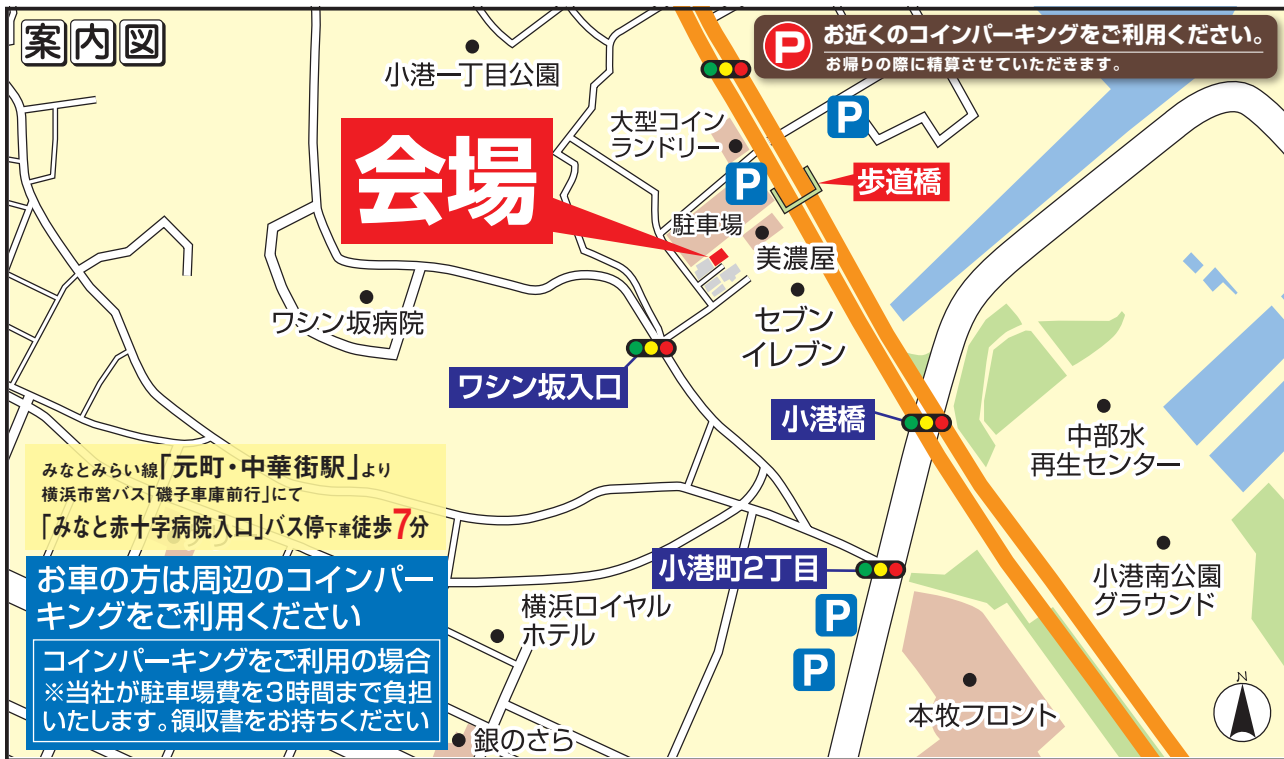 案内図
P
お近くのコインパーキングをご利用ください。
お帰りの際に精算させていただきます。
小港一丁目公園
大型コイン
ランドリー
P
P
会場
歩道橋
駐車場
美濃屋
ワシン坂病院
セブン
イレブン
ワシン坂入口
小港橋
中部水
再生センター
みなとみらい線「元町・中華街駅」より
横浜市営バス「磯子車庫前行」にて
「みなと赤十字病院入口」バス停下車徒歩7分
お車の方は周辺のコインパー
キングをご利用ください
コインパーキングをご利用の場合
※当社が駐車場費を3時間まで負担
いたします。領収書をお持ちください
小港町2丁目
小港南公園
グラウンド
横浜ロイヤル
ホテル
P
P
本牧フロント
銀のさら
N